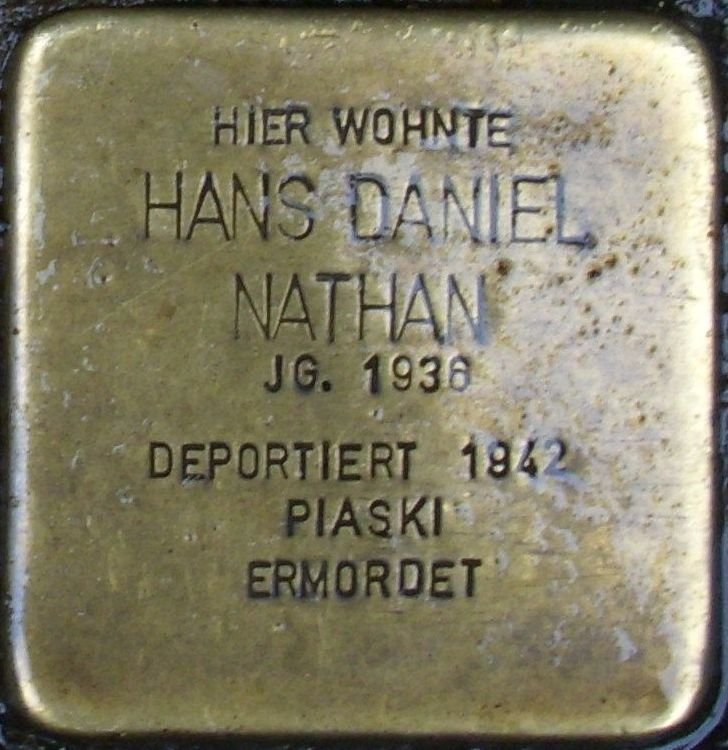 HIER WOHNTE
HANS DANIEL
NATHAN
JG. 1936
DEPORTIERT 1942
PIASKI
ERMORDET